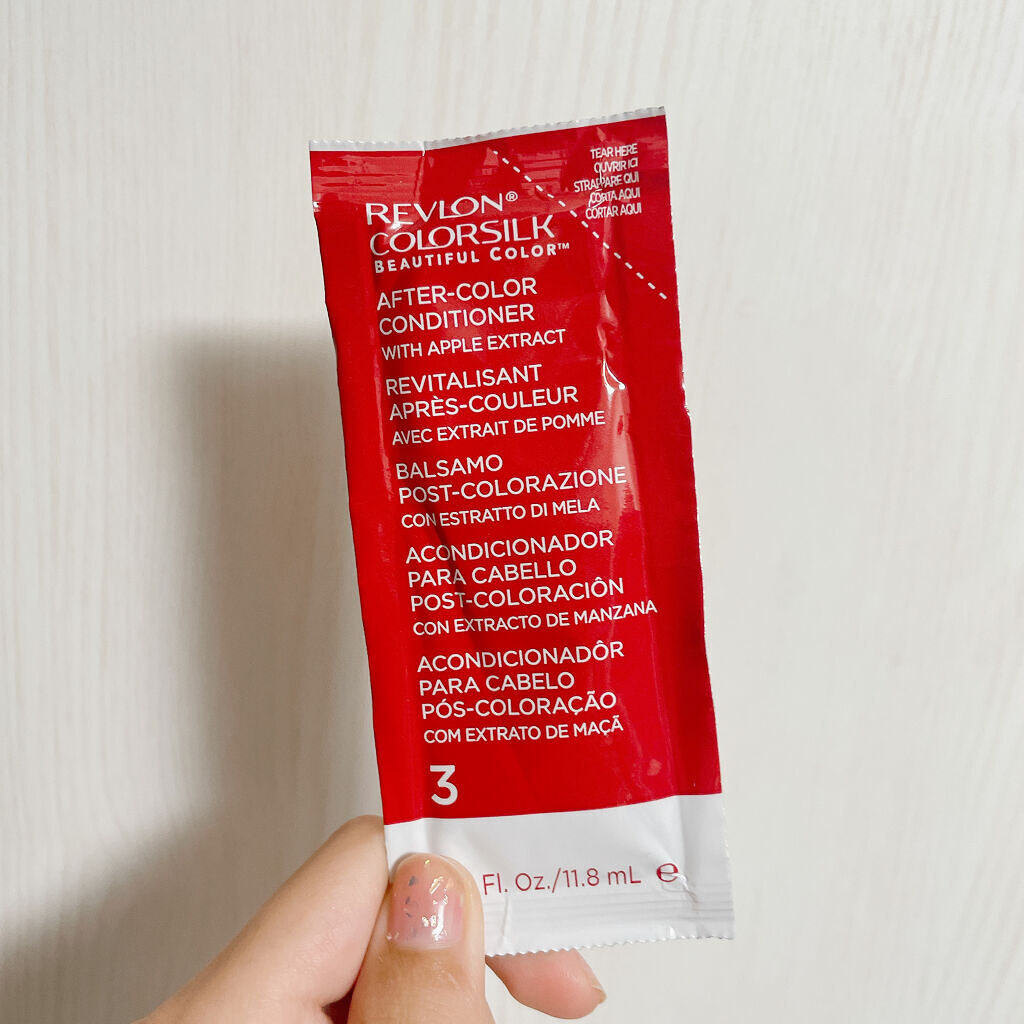 TEAR HERE
OUVRIR ICI
STRAPPARE QUI
CORTA AQUI
CORTAR AQUI
REVLON®
COLORSILK
BEAUTIFUL COLOR™
AFTER-COLOR
CONDITIONER
WITH APPLE EXTRACT
REVITALISANT
APRÈS-COULEUR
AVEC EXTRAIT DE POMME
BALSAMO
POST-COLORAZIONE
CON ESTRATTO DI MELA
ACONDICIONADOR
PARA CABELLO
POST-COLORACIÔN
CON EXTRACTO DE MANZANA
ACONDICIONADÔR
PARA CABELO
PÓS-COLORAÇÃO
COM EXTRATO DE MAÇÃ
3
Fl. Oz./11.8 mL ℮